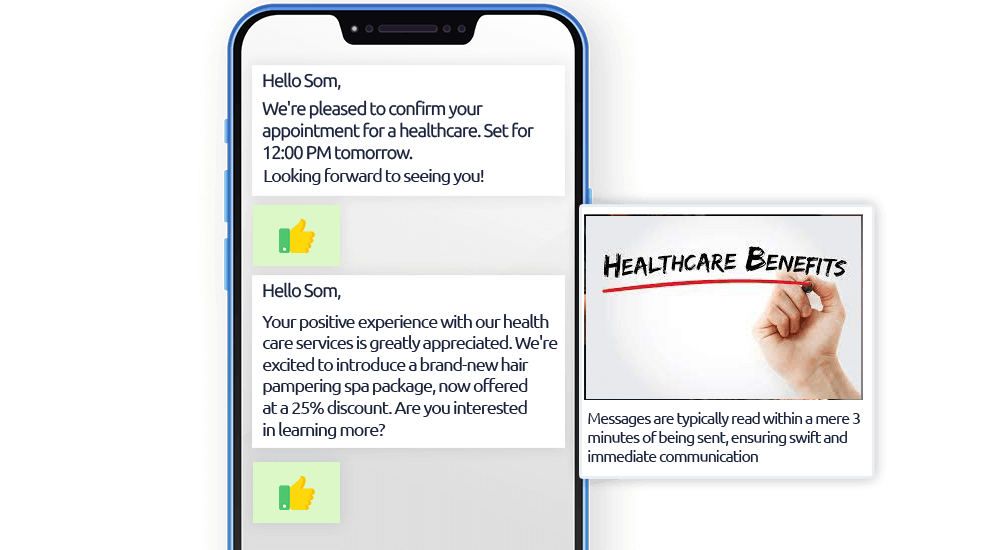 Hello Som,
We're pleased to confirm your
appointment for a healthcare. Set for
12:00 PM tomorrow.
Looking forward to seeing you!
Hello Som,
Your positive experience with our health
care services is greatly appreciated. We're
excited to introduce a brand-new hair
pampering spa package, now offered
at a 25% discount. Are you interested
in learning more?
HEALTHCARE BENEFITS
Messages are typically read within a mere 3
minutes of being sent, ensuring swift and
immediate communication